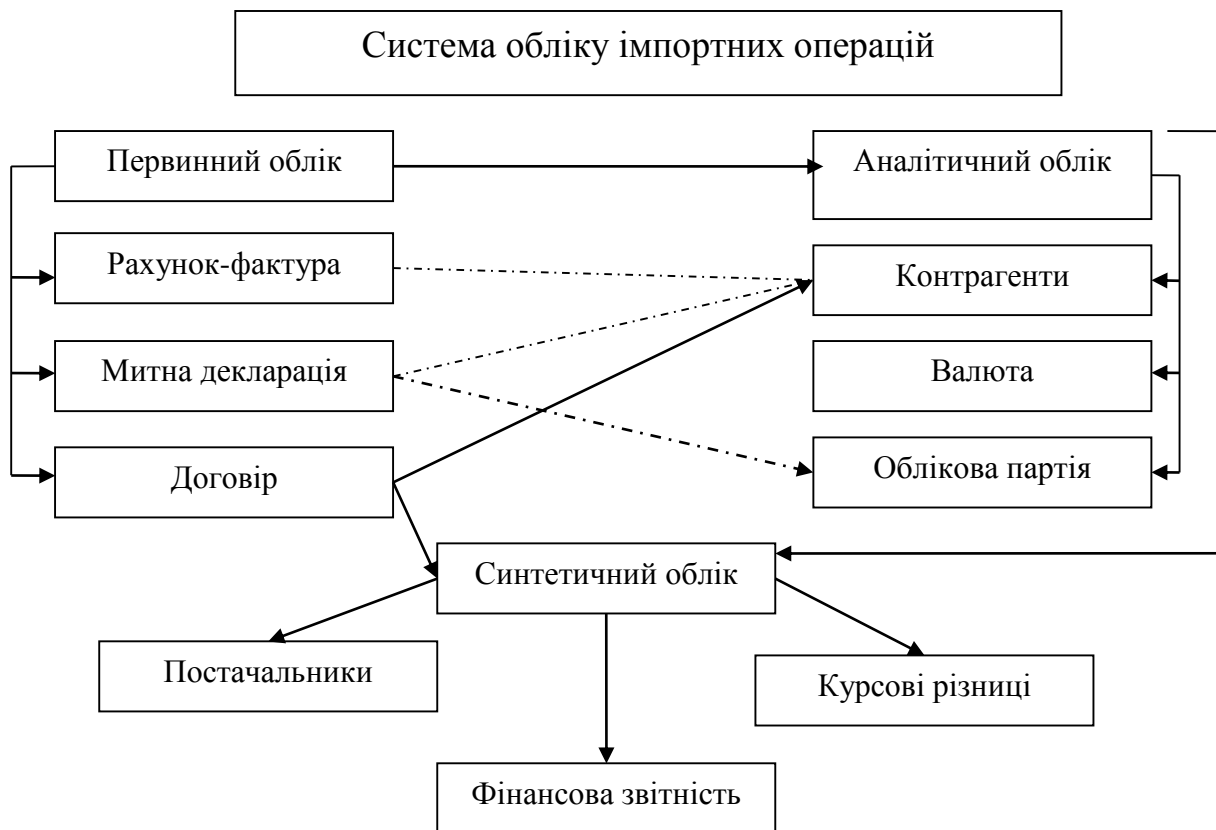 Система обліку імпортних операцій
Первинний облік
Аналітичний облік
Рахунок-фактура
Контрагенти
Митна декларація
Валюта
Договір
Облікова партія
Синтетичний облік
Постачальники
Курсові різниці
Фінансова звітність